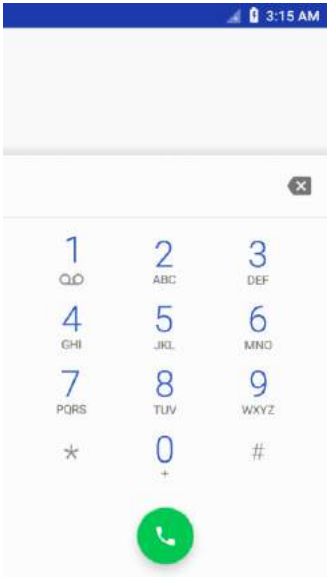 3:15 AM
1 2 3
ABC DEF
4 5 6
GHI JKL MNO
7 8 9
PQRS TUV WXYZ
* 0 #
+